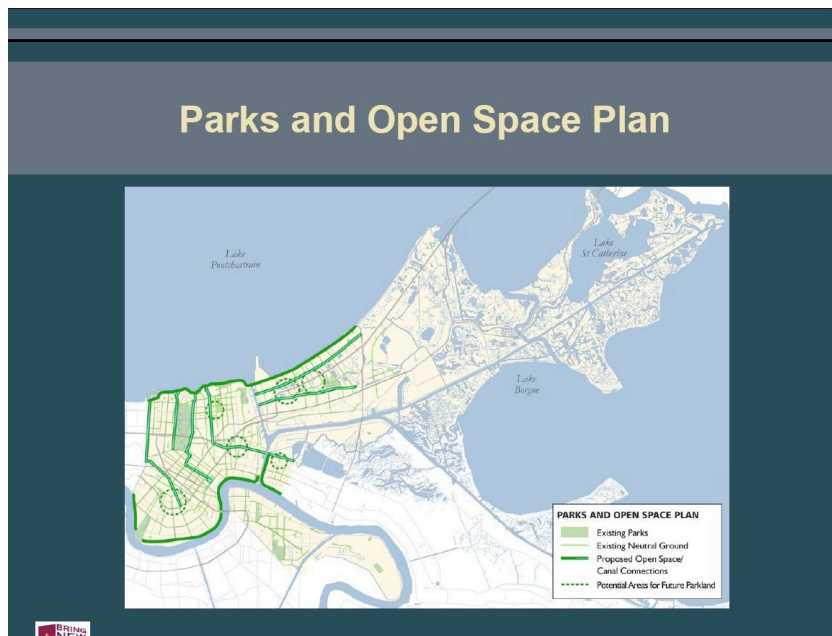 Parks and Open Space Plan
Lake
Pontchartrain
Lake
St Catherine
Lake
Borgne
PARKS AND OPEN SPACE PLAN
Existing Parks
Existing Neutral Ground
Proposed Open Space/
Canal Connections
Potential Areas for Future Parkland
BRING
NEW